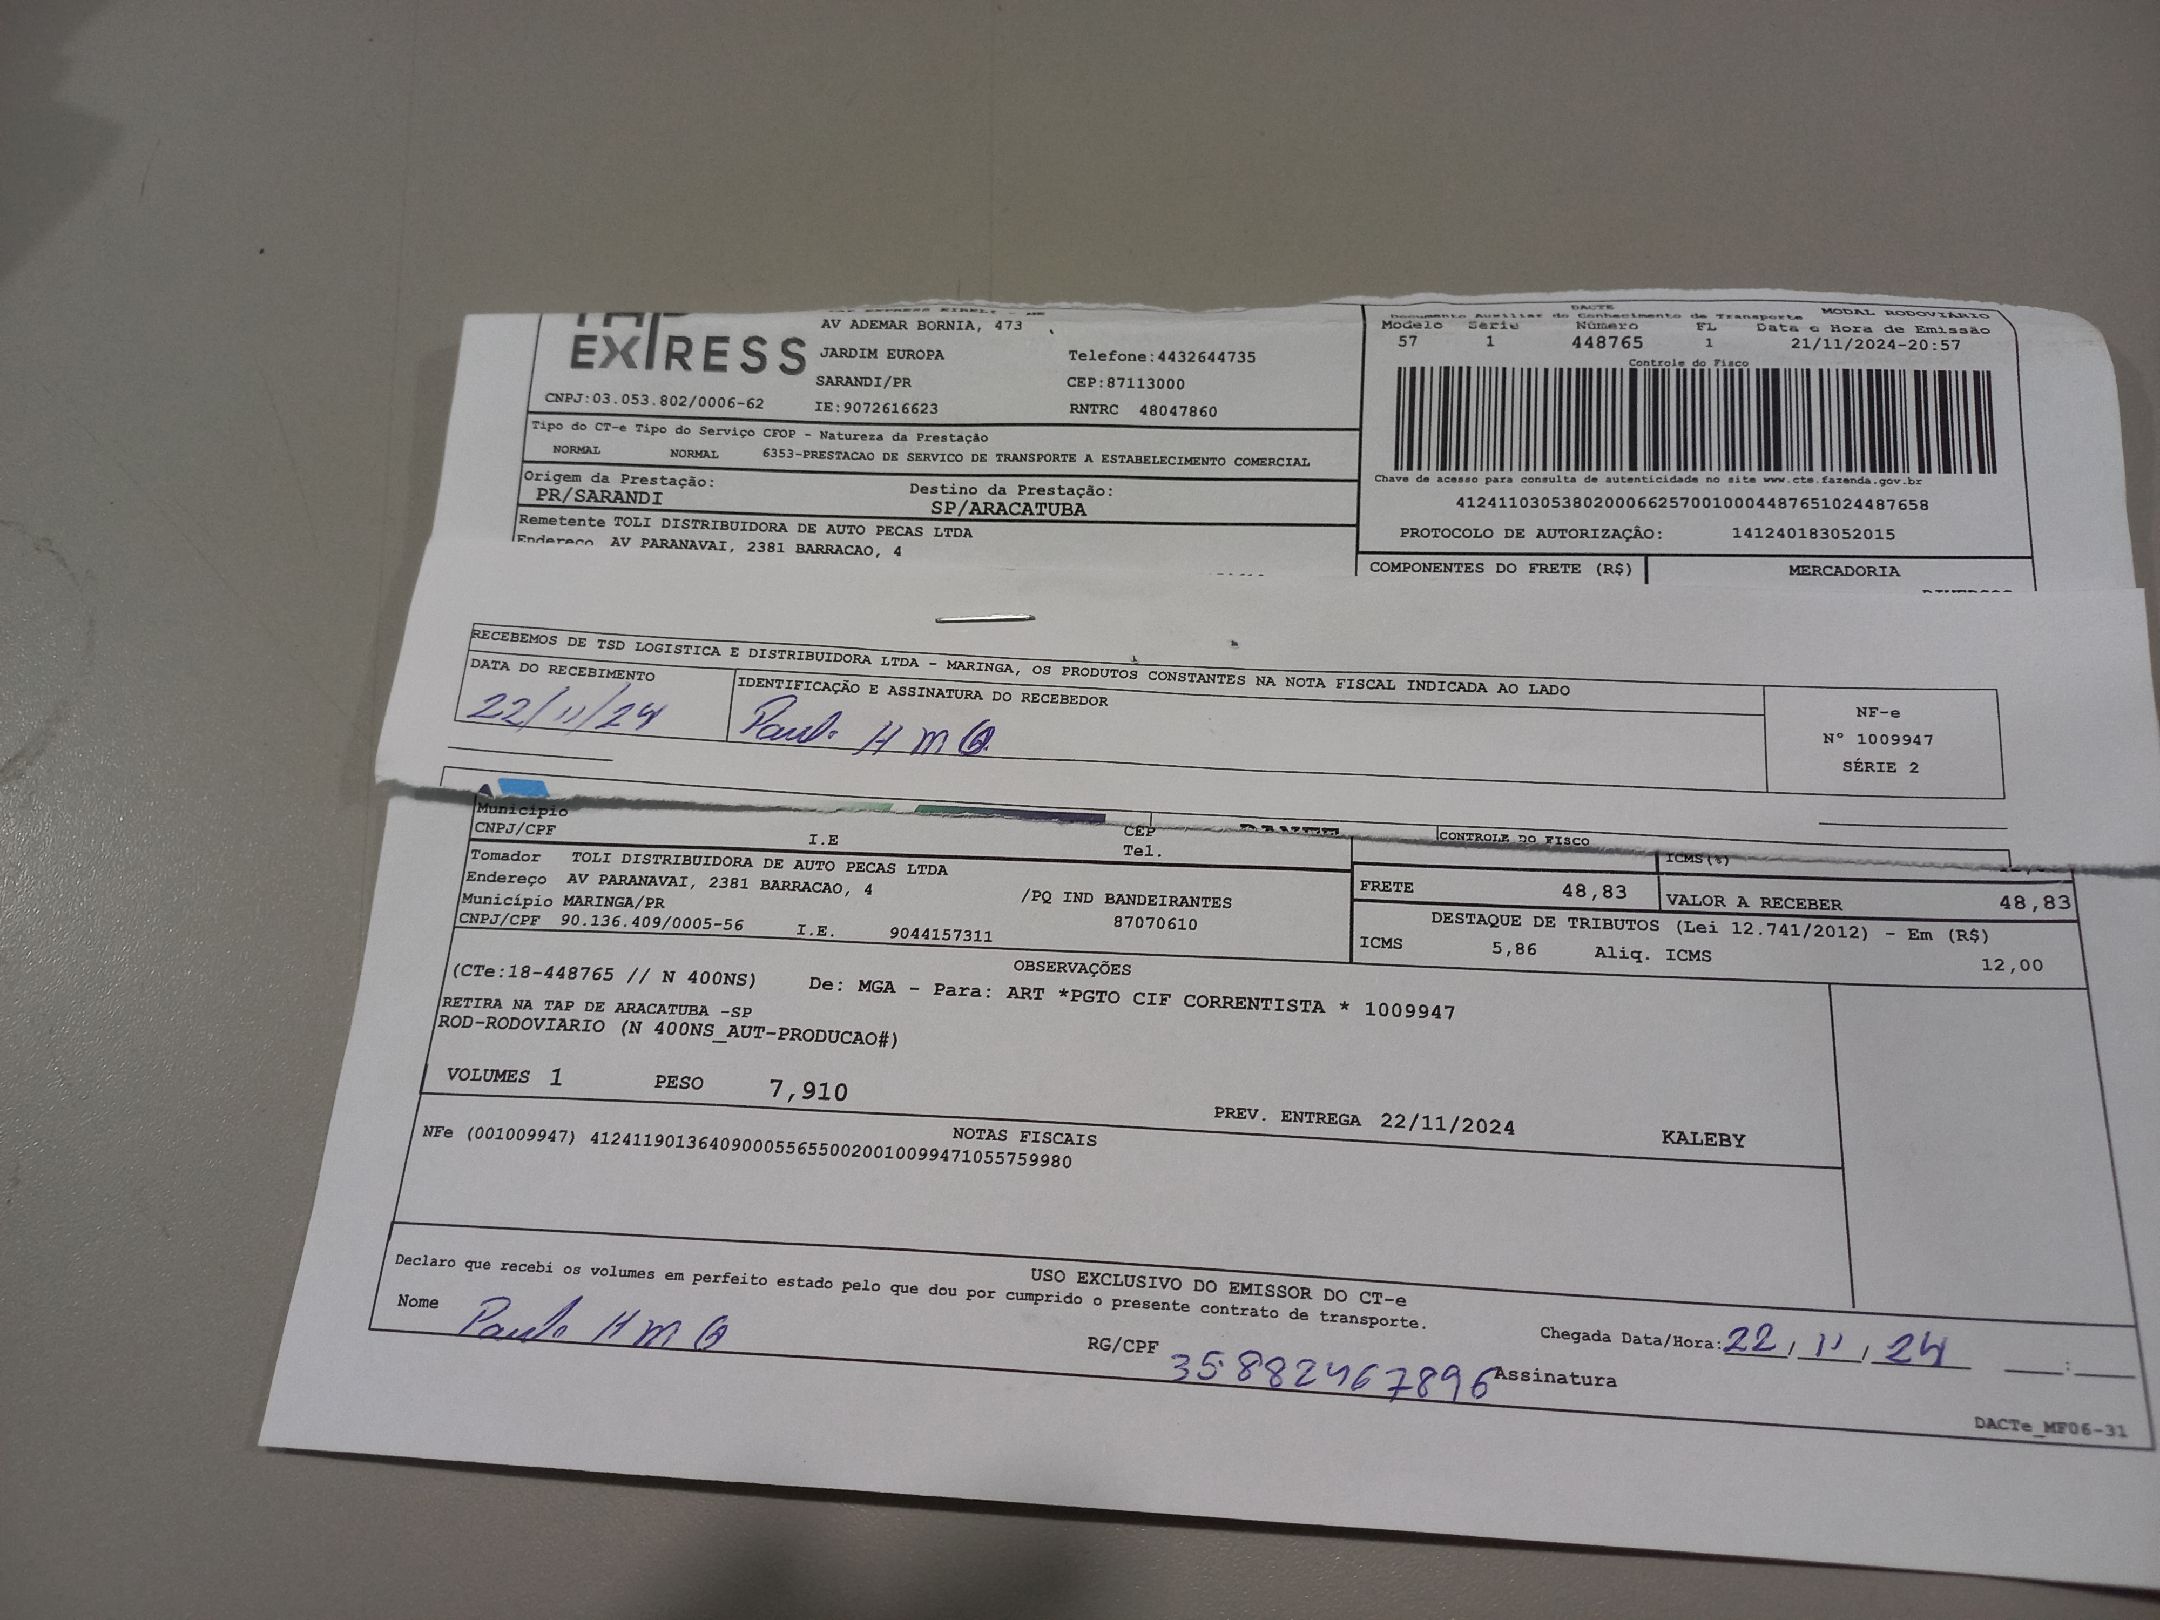 EXPRESS
AV ADEMAR BORNIA, 473
JARDIM EUROPA
Telefone:4432644735
SARANDI/PR
CEP:87113000
CNPJ:03.053.802/0006-62
IE:9072616623
RNTRC 48047860
DACTE
Documento Auxiliar do Conhecimento de Transporte
MODAL RODOVIÁRIO
Modelo Serie Número FL Data e Hora de Emissão
57 1 448765 1 21/11/2024-20:57
Controle do Fisco
Tipo do CT-e Tipo do Serviço CFOP - Natureza da Prestação
NORMAL NORMAL 6353-PRESTACAO DE SERVICO DE TRANSPORTE A ESTABELECIMENTO COMERCIAL
Chave de acesso para consulta de autenticidade no site www.cte.fazenda.gov.br
41241103053802000662570010004487651024487658
Origem da Prestação:
PR/SARANDI
Destino da Prestação:
SP/ARACATUBA
PROTOCOLO DE AUTORIZAÇÃO: 141240183052015
Remetente TOLI DISTRIBUIDORA DE AUTO PECAS LTDA
Endereço AV PARANAVAI, 2381 BARRACAO, 4
COMPONENTES DO FRETE (R$)
MERCADORIA
RECEBEMOS DE TSD LOGISTICA E DISTRIBUIDORA LTDA - MARINGA, OS PRODUTOS CONSTANTES NA NOTA FISCAL INDICADA AO LADO
DATA DO RECEBIMENTO
22/11/24
IDENTIFICAÇÃO E ASSINATURA DO RECEBEDOR
Paulo H M
NF-e
Nº 1009947
SÉRIE 2
CONTROLE DO FISCO
Município
CEP
CNPJ/CPF I.E Tel.
ICMS(%)
Tomador TOLI DISTRIBUIDORA DE AUTO PECAS LTDA
Endereço AV PARANAVAI, 2381 BARRACAO, 4 /PQ IND BANDEIRANTES
Município MARINGA/PR 87070610
CNPJ/CPF 90.136.409/0005-56 I.E. 9044157311
FRETE 48,83 VALOR A RECEBER 48,83
DESTAQUE DE TRIBUTOS (Lei 12.741/2012) - Em (R$)
ICMS 5,86 Aliq. ICMS 12,00
OBSERVAÇÕES
(CTe:18-448765 // N 400NS) De: MGA - Para: ART *PGTO CIF CORRENTISTA * 1009947
RETIRA NA TAP DE ARACATUBA -SP
ROD-RODOVIARIO (N 400NS_AUT-PRODUCAO#)
VOLUMES 1 PESO 7,910 PREV. ENTREGA 22/11/2024 KALEBY
NOTAS FISCAIS
NFe (001009947) 41241190136409000556550020010099471055759980
USO EXCLUSIVO DO EMISSOR DO CT-e
Declaro que recebi os volumes em perfeito estado pelo que dou por cumprido o presente contrato de transporte.
Nome Paulo H M
RG/CPF 35882467896
Assinatura
Chegada Data/Hora: 22/11/24 __:__
DACTe_MF06-31